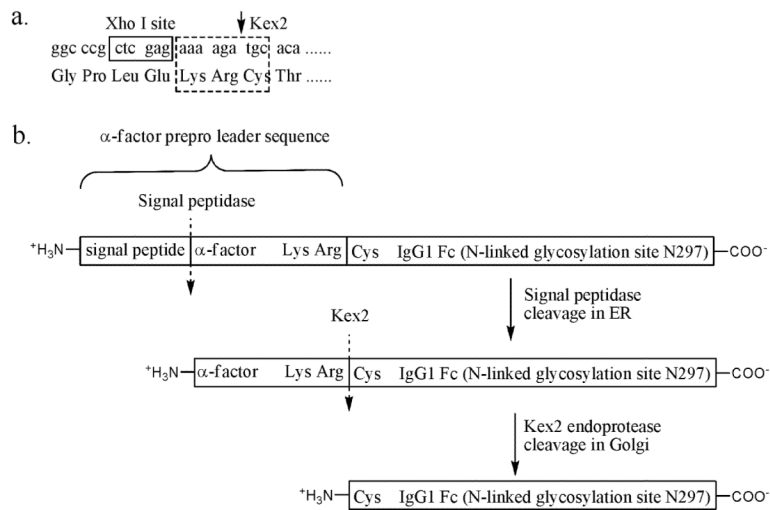 a.
Xho I site Kex2
ggc ccg ctc gag aaa aga tgc aca ......
Gly Pro Leu Glu Lys Arg Cys Thr ......
b.
α-factor prepro leader sequence
Signal peptidase
⁺H₃N signal peptide α-factor Lys Arg Cys IgG1 Fc (N-linked glycosylation site N297) COO⁻
Signal peptidase
cleavage in ER
Kex2
⁺H₃N α-factor Lys Arg Cys IgG1 Fc (N-linked glycosylation site N297) COO⁻
Kex2 endoprotease
cleavage in Golgi
⁺H₃N Cys IgG1 Fc (N-linked glycosylation site N297) COO⁻